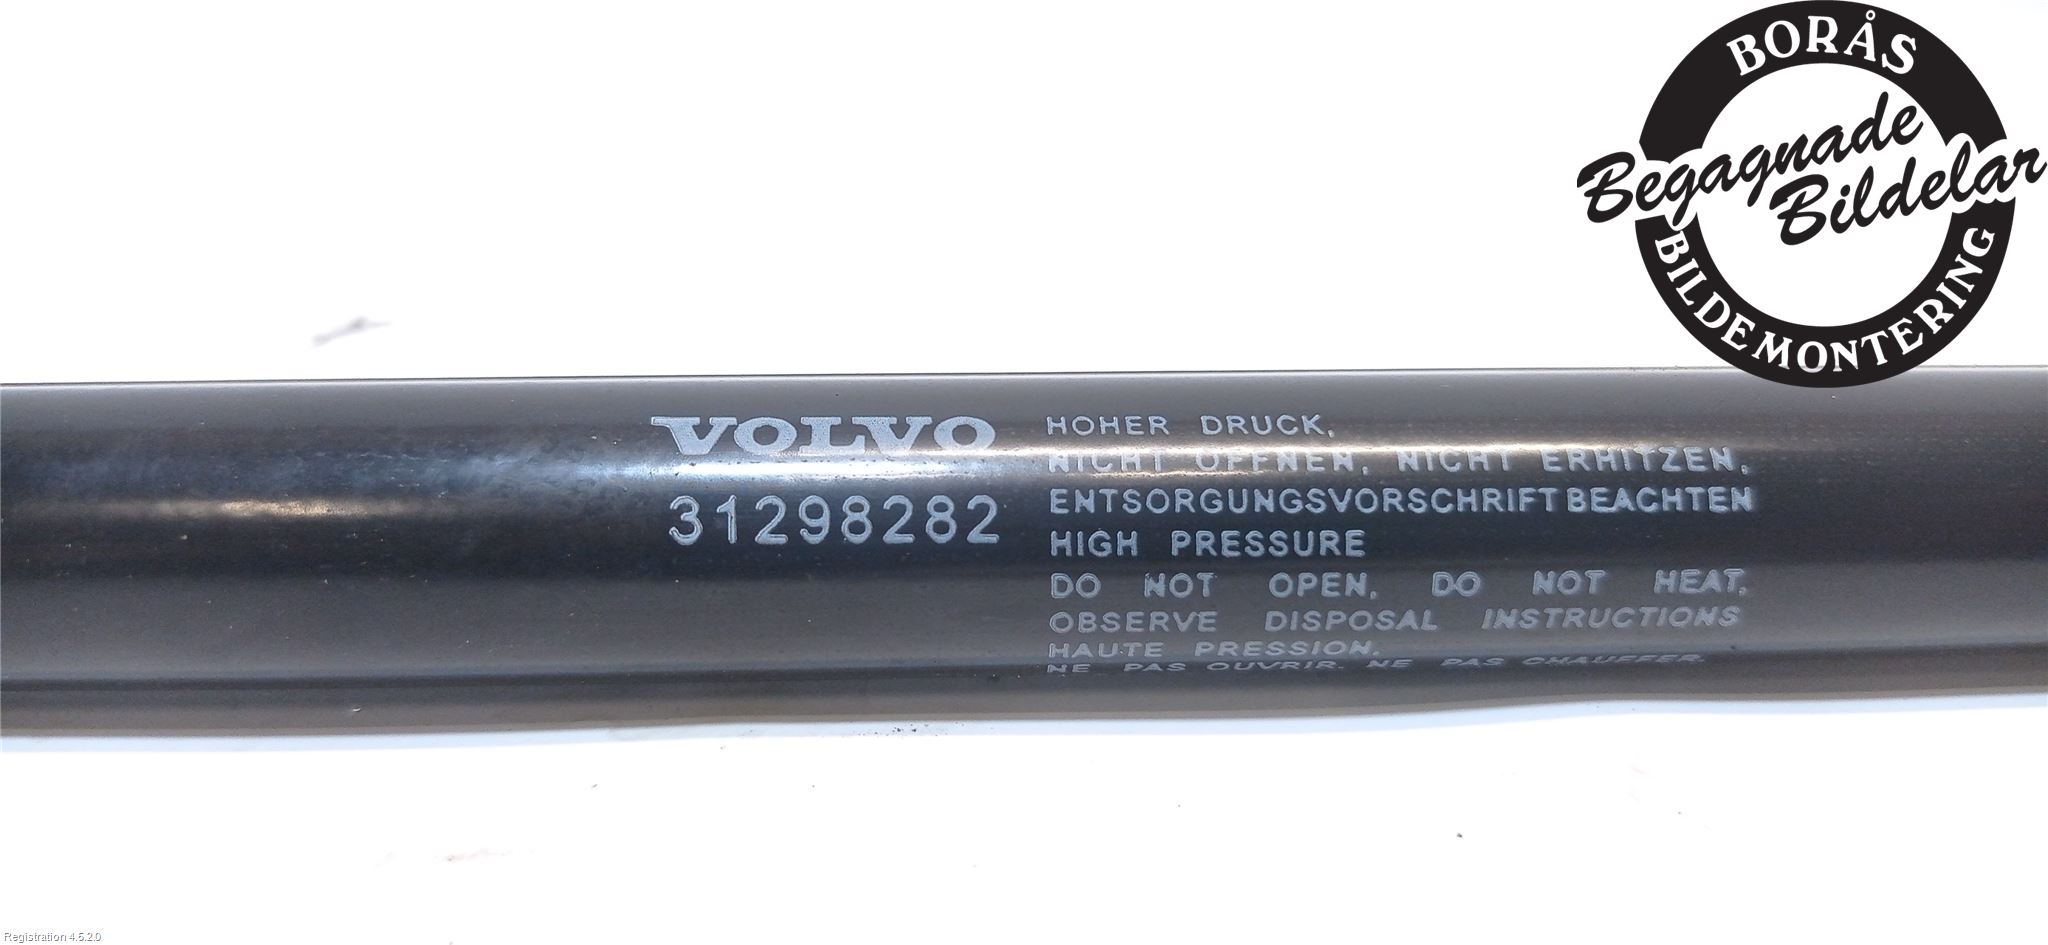 BORÅS
Begagnade
Bildelar
BILDEMONTERING
VOLVO
31298282
HOHER DRUCK,
NICHT OFFNEN, NICHT ERHITZEN,
ENTSORGUNGSVORSCHRIFT BEACHTEN
HIGH PRESSURE
DO NOT OPEN, DO NOT HEAT,
OBSERVE DISPOSAL INSTRUCTIONS
HAUTE PRESSION,
NE PAS OUVRIR. NE PAS CHAUFFER.
Registration 4.6.2.0